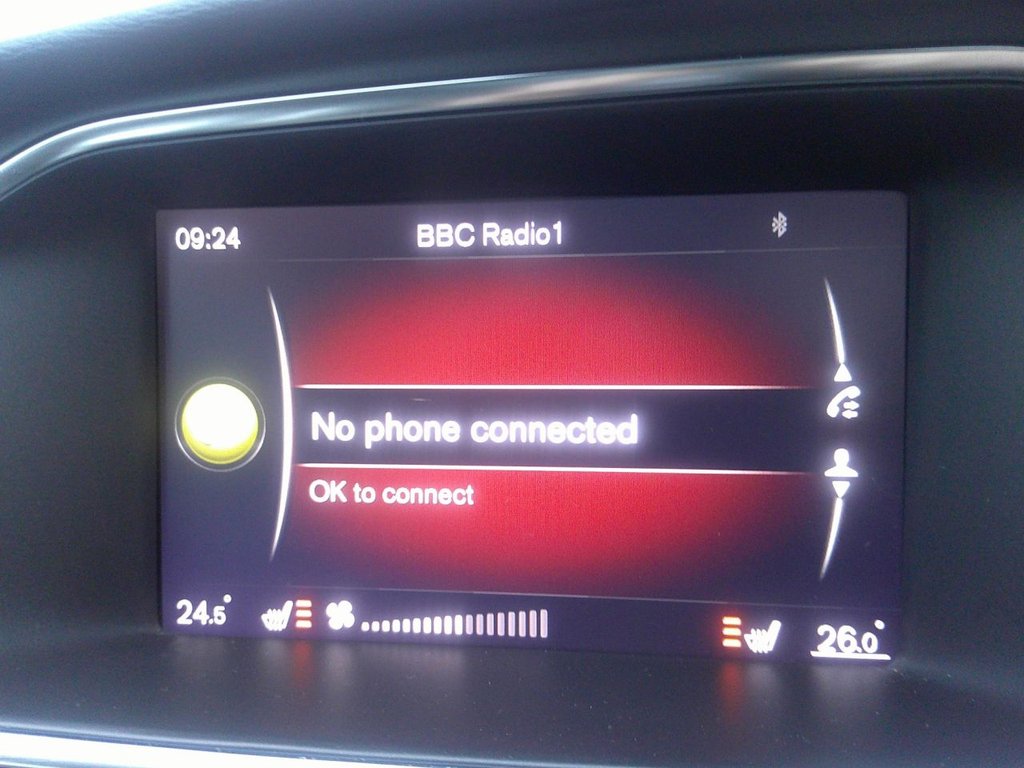 09:24 BBC Radio1
No phone connected
OK to connect
24.5° 26.0°